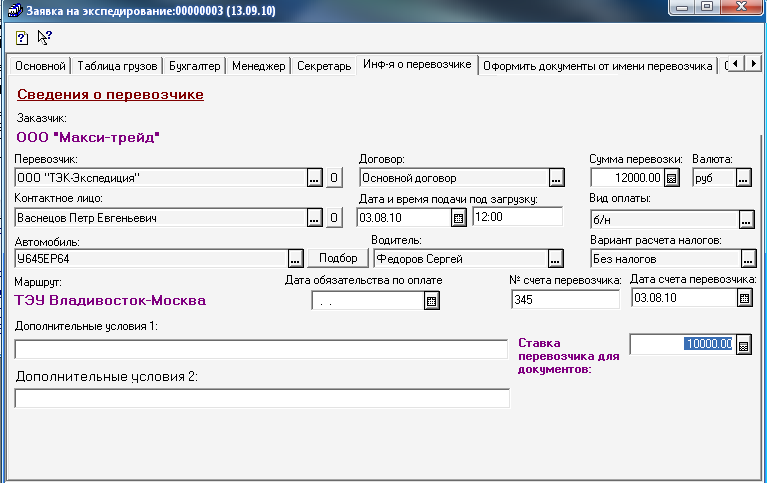 Заявка на экспедирование:00000003 (13.09.10)
Основной Таблица грузов Бухгалтер Менеджер Секретарь Инф-я о перевозчике Оформить документы от имени перевозчика
Сведения о перевозчике
Заказчик:
ООО "Макси-трейд"
Перевозчик: Договор: Сумма перевозки: Валюта:
ООО "ТЭК-Экспедиция" ... О Основной договор ... 12000.00 руб ...
Контактное лицо: Дата и время подачи под загрузку: Вид оплаты:
Васнецов Петр Евгеньевич ... О 03.08.10 12:00 б/н ...
Автомобиль: Водитель: Вариант расчета налогов:
У645ЕР64 ... Подбор Федоров Сергей ... Без налогов ...
Маршрут: Дата обязательства по оплате № счета перевозчика: Дата счета перевозчика:
ТЭУ Владивосток-Москва . . 345 03.08.10
Дополнительные условия 1:
Ставка перевозчика для документов: 10000.00
Дополнительные условия 2: